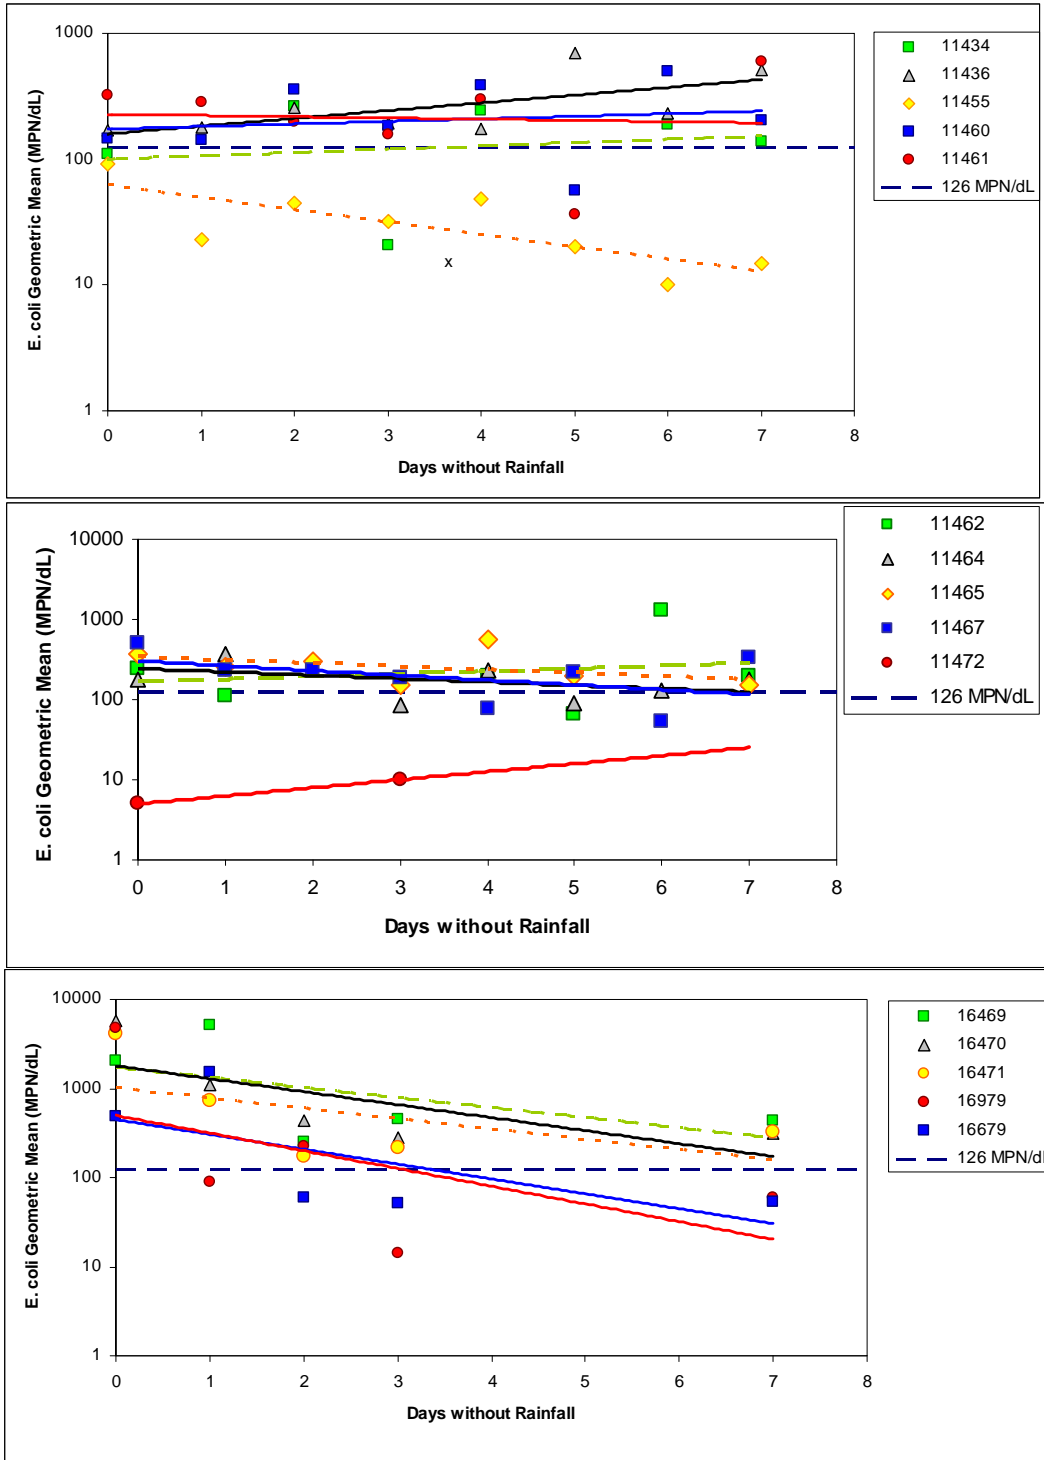 E. coli Geometric Mean (MPN/dL)
1000
100
10
1
x
0 1 2 3 4 5 6 7 8
Days without Rainfall
11434
11436
11455
11460
11461
126 MPN/dL
E. coli Geometric Mean (MPN/dL)
10000
1000
100
10
1
0 1 2 3 4 5 6 7 8
Days without Rainfall
11462
11464
11465
11467
11472
126 MPN/dL
E. coli Geometric Mean (MPN/dL)
10000
1000
100
10
1
0 1 2 3 4 5 6 7 8
Days without Rainfall
16469
16470
16471
16979
16679
126 MPN/dl